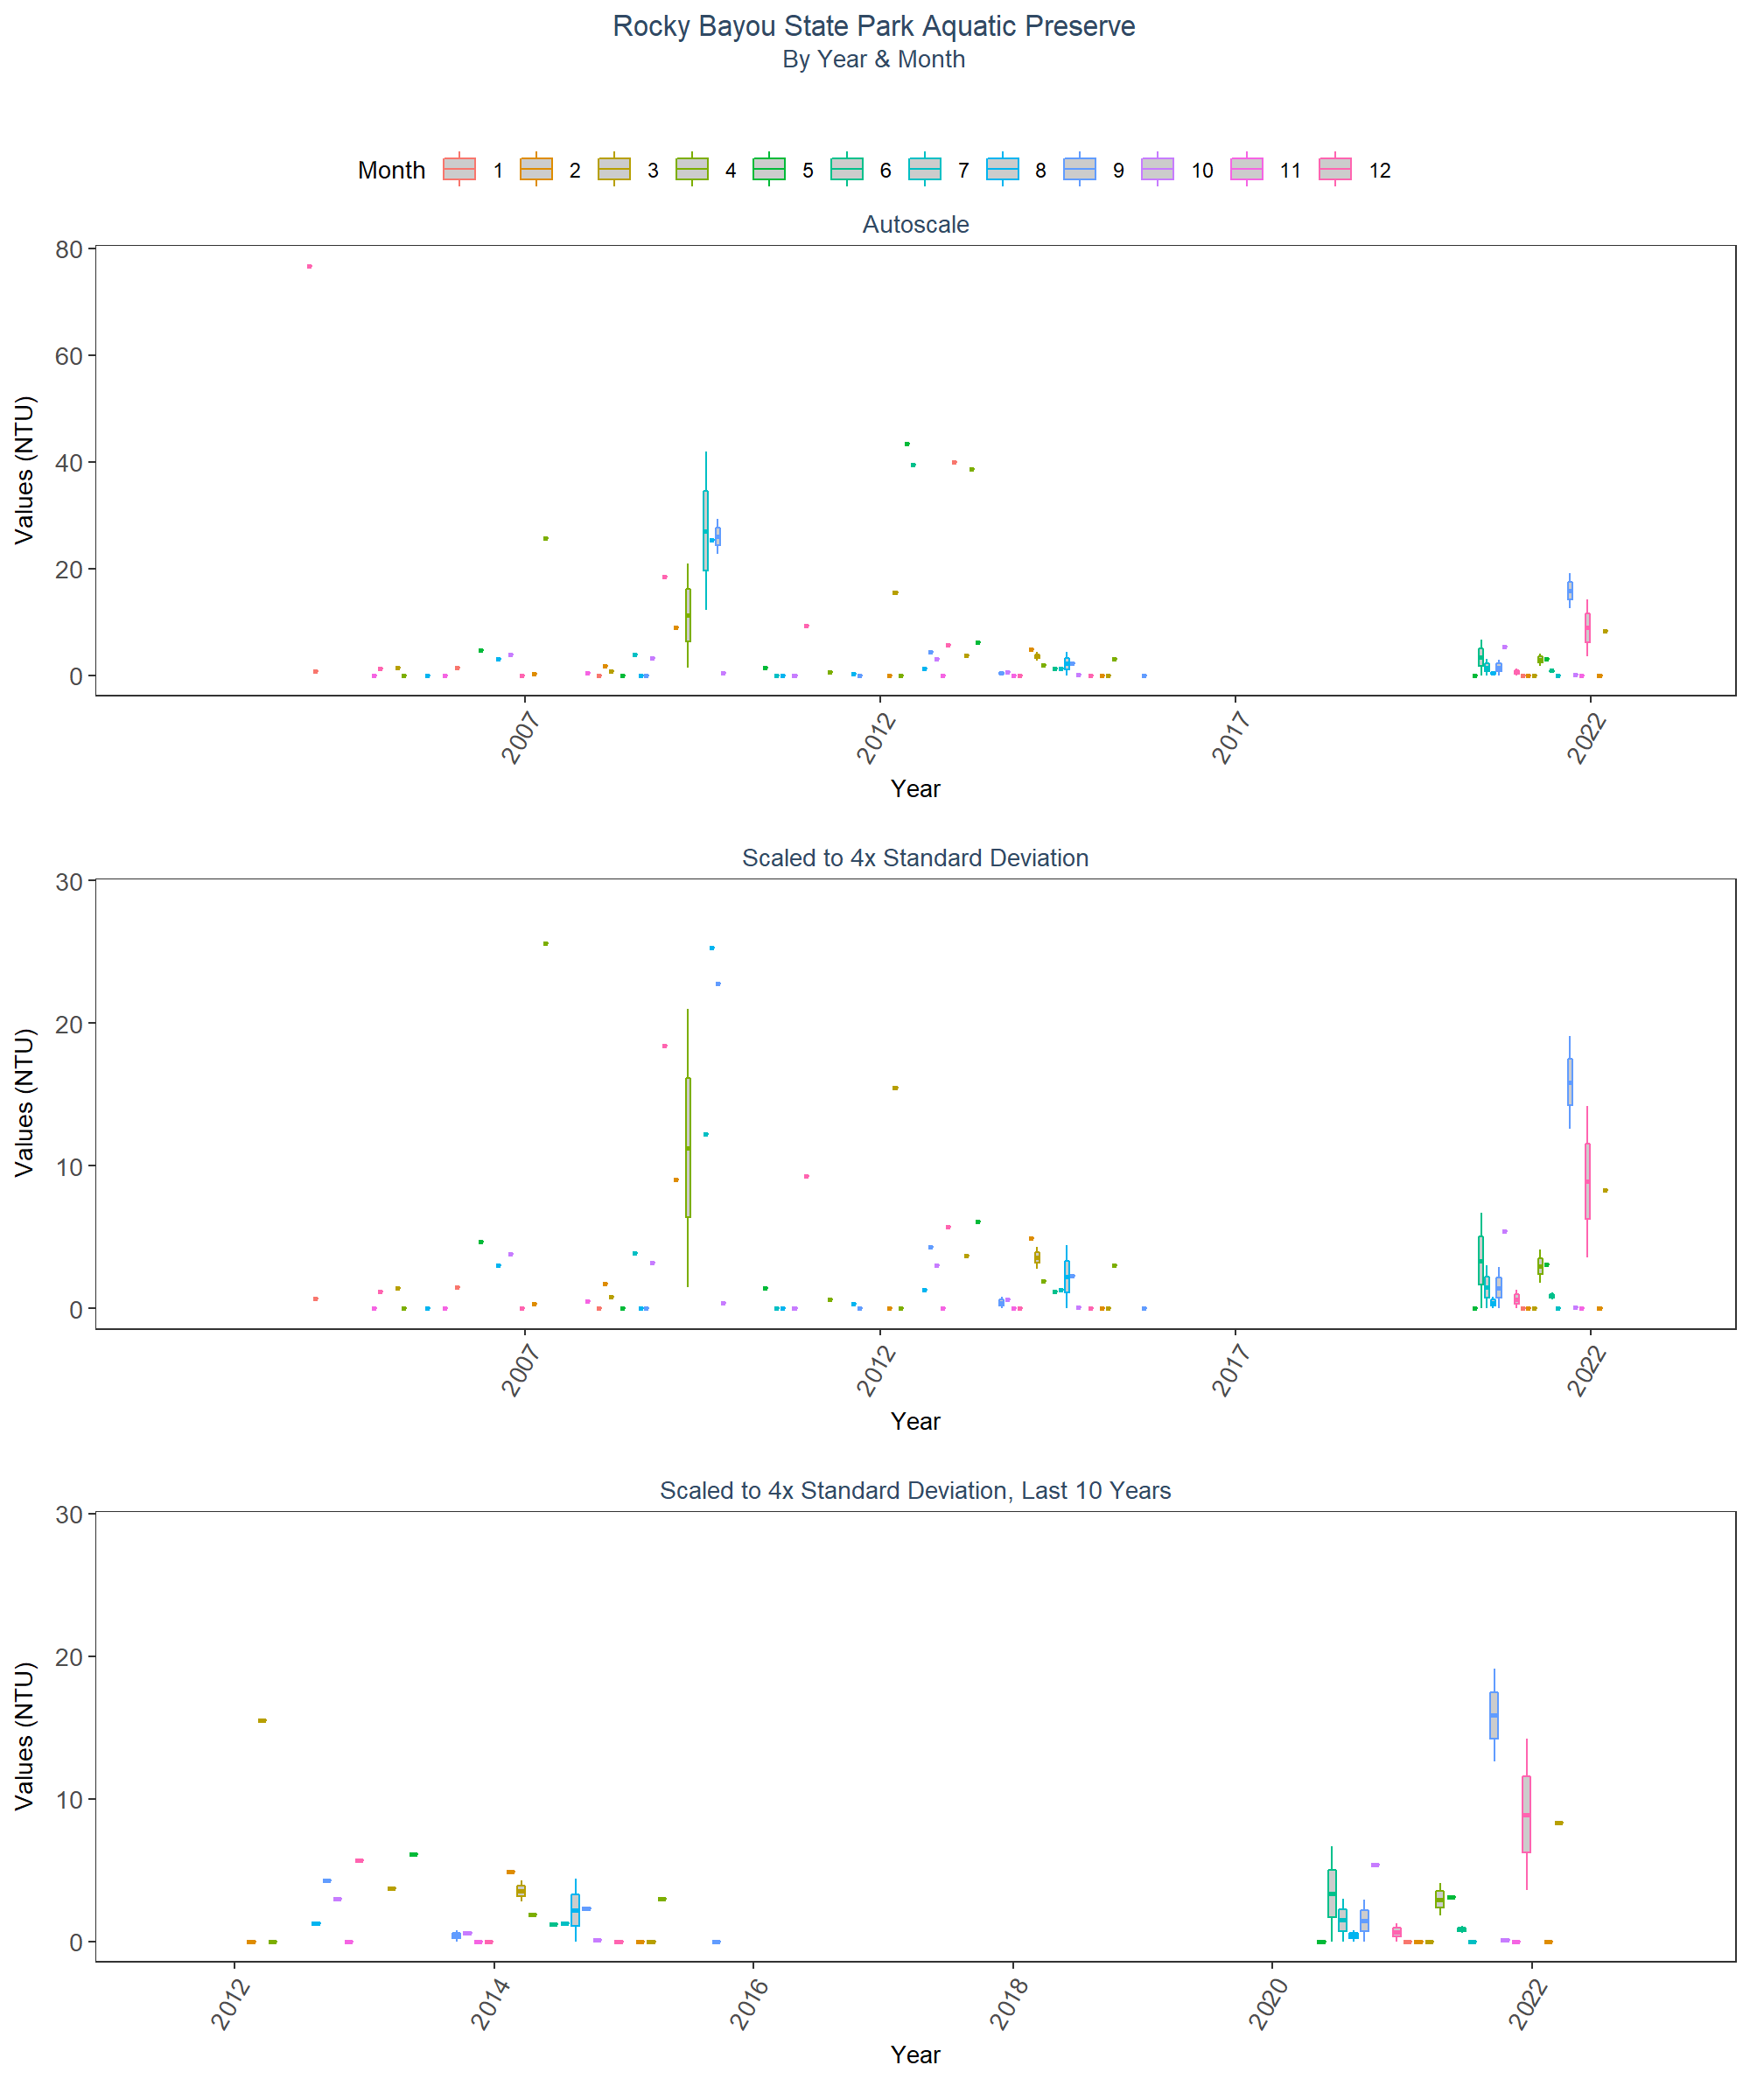 Rocky Bayou State Park Aquatic Preserve
By Year & Month
Month 1 2 3 4 5 6 7 8 9 10 11 12
Autoscale
Values (NTU)
80
60
40
20
0
2007 2012 2017 2022
Year
Scaled to 4x Standard Deviation
Values (NTU)
30
20
10
0
2007 2012 2017 2022
Year
Scaled to 4x Standard Deviation, Last 10 Years
Values (NTU)
30
20
10
0
2012 2014 2016 2018 2020 2022
Year